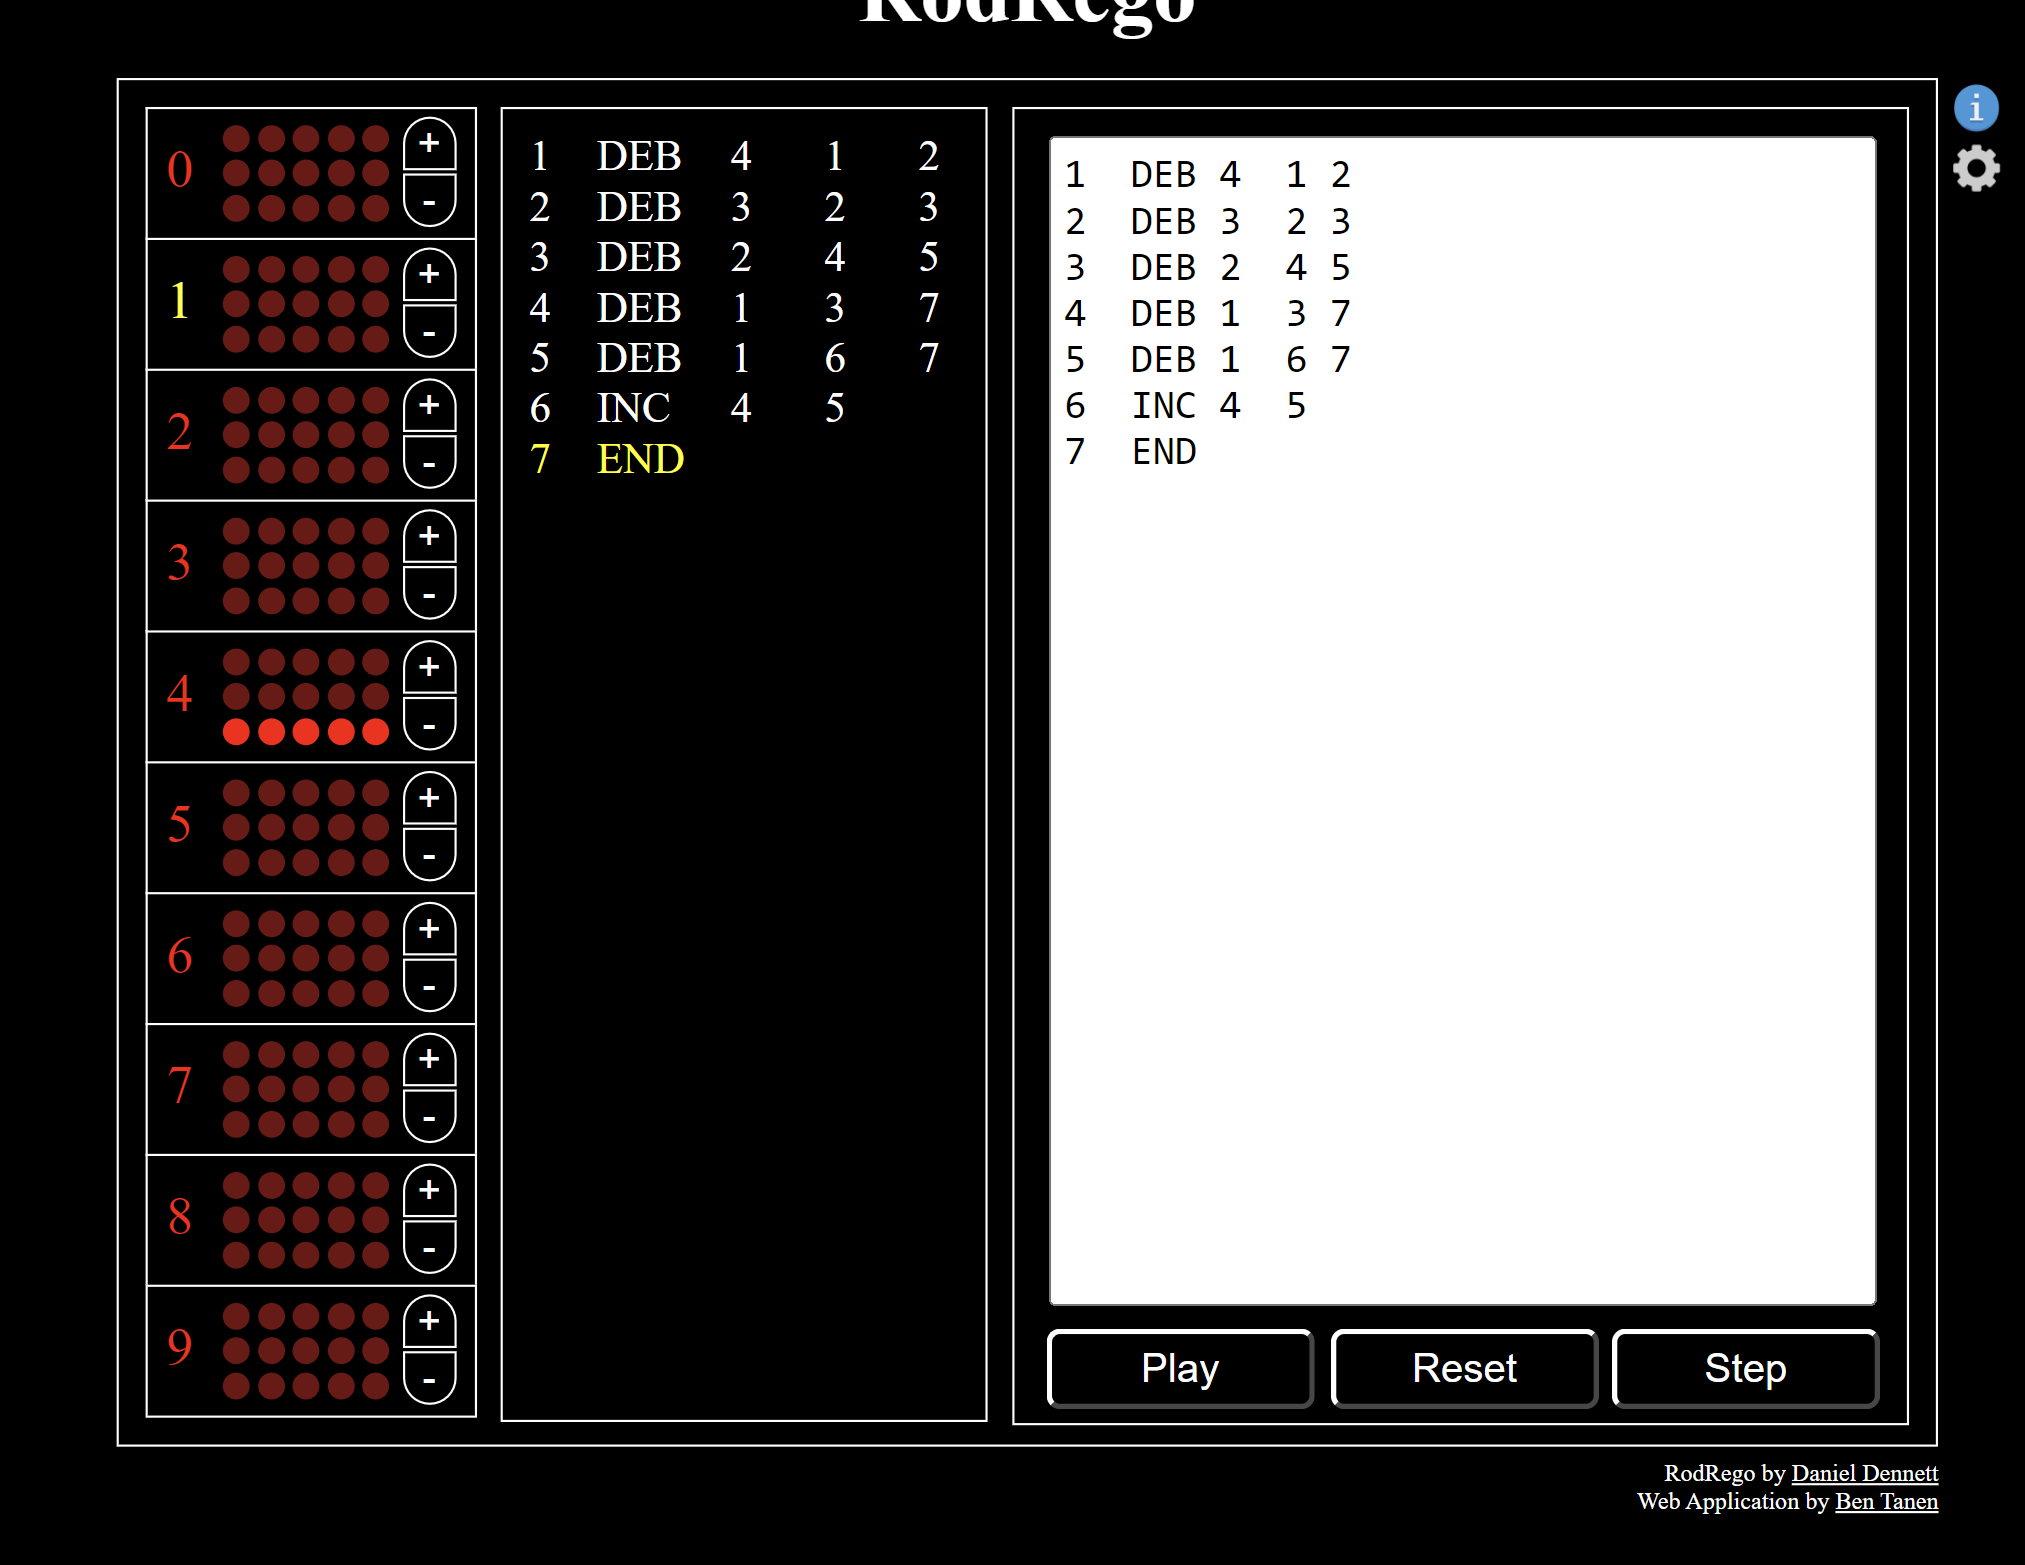 RodRego
0 + -
1 + -
2 + -
3 + -
4 + -
5 + -
6 + -
7 + -
8 + -
9 + -
1 DEB 4 1 2
2 DEB 3 2 3
3 DEB 2 4 5
4 DEB 1 3 7
5 DEB 1 6 7
6 INC 4 5
7 END
1 DEB 4 1 2
2 DEB 3 2 3
3 DEB 2 4 5
4 DEB 1 3 7
5 DEB 1 6 7
6 INC 4 5
7 END
Play Reset Step
i
RodRego by Daniel Dennett
Web Application by Ben Tanen